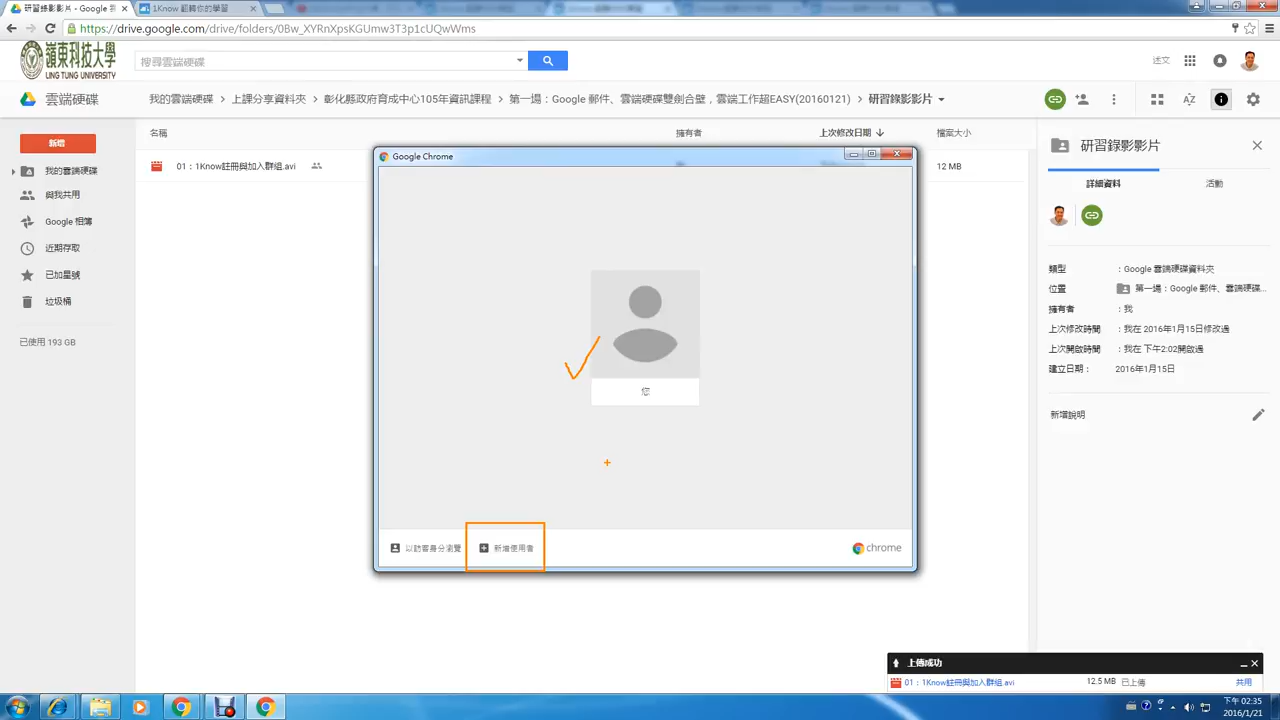 研習錄影影片 - Google 雲
1Know 翻轉你的學習
https://drive.google.com/drive/folders/0Bw_XYRnXpsKGUmw3T3p1cUQwWms
嶺東科技大學
LING TUNG UNIVERSITY
搜尋雲端硬碟
述文
雲端硬碟
我的雲端硬碟 > 上課分享資料夾 > 彰化縣政府育成中心105年資訊課程 > 第一場：Google 郵件、雲端硬碟雙劍合壁，雲端工作超EASY(20160121) > 研習錄影影片
新增
我的雲端硬碟
與我共用
Google 相簿
近期存取
已加星號
垃圾桶
已使用 193 GB
名稱 擁有者 上次修改日期 檔案大小
01：1Know註冊與加入群組.avi 12 MB
Google Chrome
您
以訪客身分瀏覽
新增使用者
chrome
研習錄影影片
詳細資料 活動
類型 ：Google 雲端硬碟資料夾
位置 ： 第一場：Google 郵件、雲端硬碟...
擁有者 ：我
上次修改時間 ：我在 2016年1月15日修改過
上次開啟時間 ：我在 下午2:02開啟過
建立日期： 2016年1月15日
新增說明
上傳成功
01：1Know註冊與加入群組.avi 12.5 MB 已上傳 共用
下午 02:35
2016/1/21